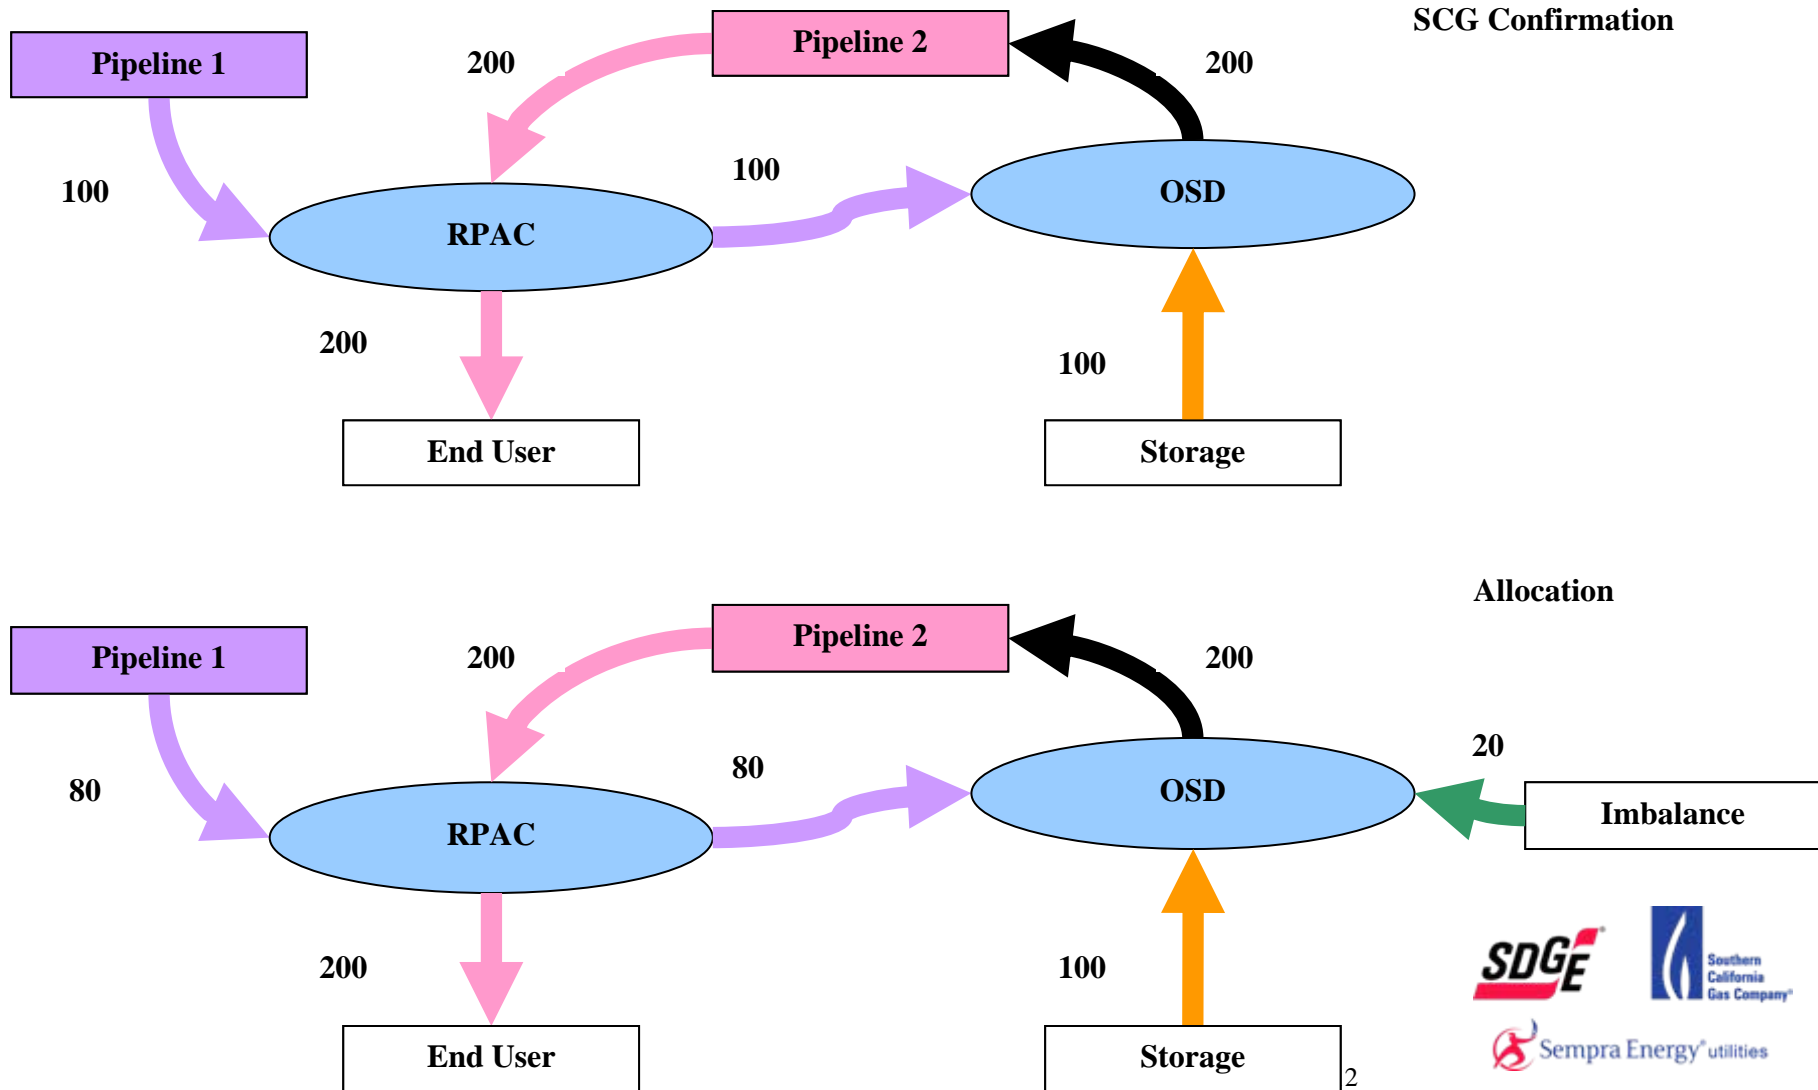 SCG Confirmation
Pipeline 1
200
Pipeline 2
200
100
100
OSD
RPAC
200
100
End User
Storage
Allocation
Pipeline 1
200
Pipeline 2
200
80
80
20
OSD
Imbalance
RPAC
200
100
End User
Storage
2
SDGE®
Southern
California
Gas Company®
Sempra Energy® utilities